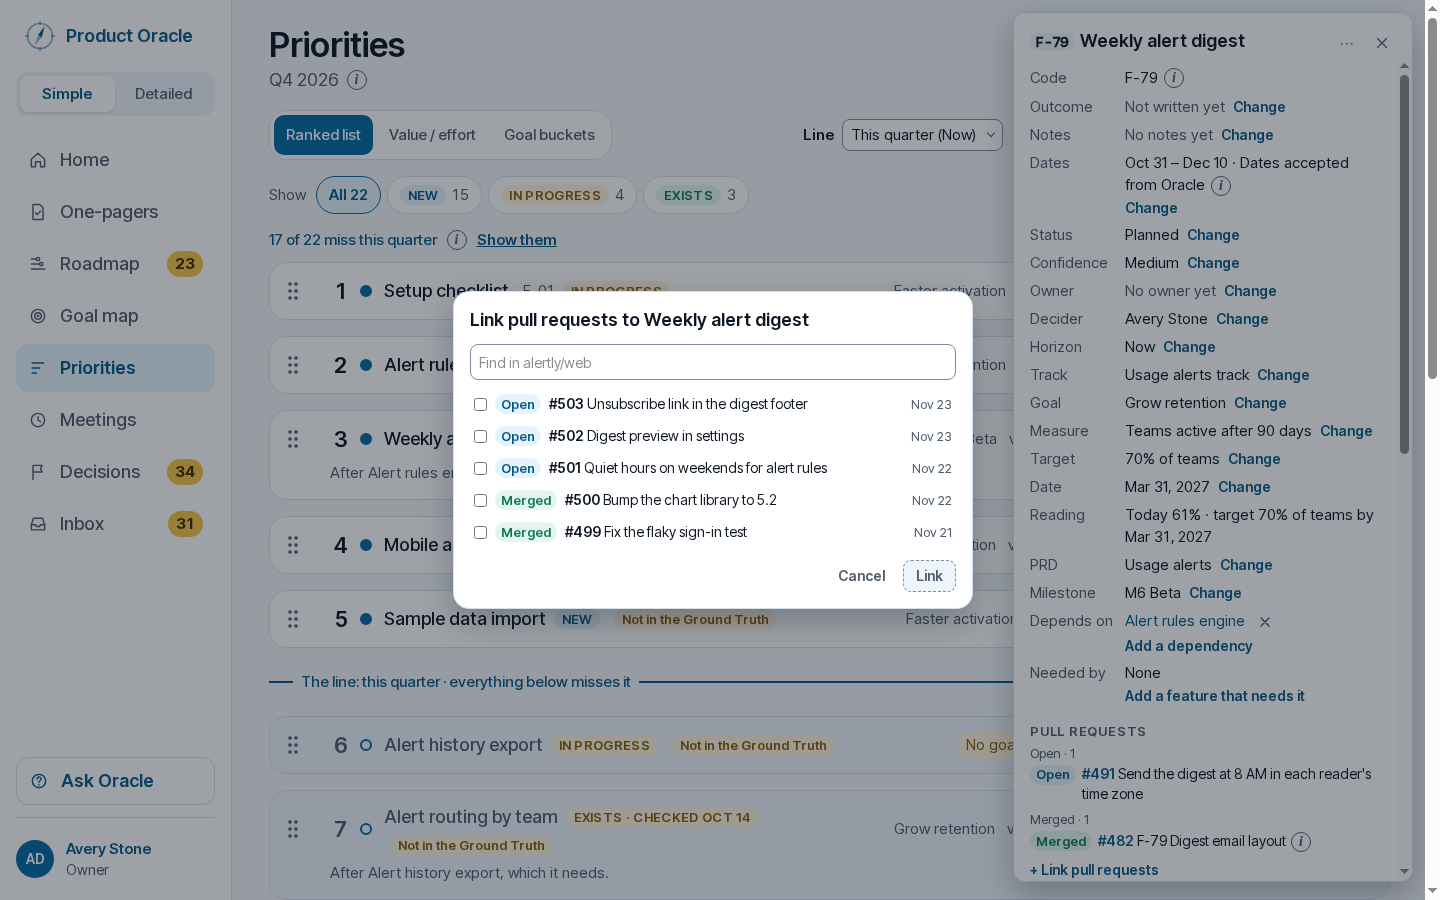 Product Oracle
Simple
Detailed
Home
One-pagers
Roadmap 23
Goal map
Priorities
Meetings
Decisions 34
Inbox 31
Ask Oracle
AD
Avery Stone
Owner
Priorities
Q4 2026 i
Ranked list
Value / effort
Goal buckets
Line This quarter (Now)
Show All 22 NEW 15 IN PROGRESS 4 EXISTS 3
17 of 22 miss this quarter i Show them
1 Setup checklist F-01 IN PROGRESS Faster activation
2 Alert rule
3 Weekly a
After Alert rules en
4 Mobile a
5 Sample data import NEW Not in the Ground Truth Faster activation
The line: this quarter · everything below misses it
6 Alert history export IN PROGRESS Not in the Ground Truth No goa
7 Alert routing by team EXISTS · CHECKED OCT 14
Not in the Ground Truth
Grow retention
After Alert history export, which it needs.
Link pull requests to Weekly alert digest
Find in alertly/web
Open #503 Unsubscribe link in the digest footer Nov 23
Open #502 Digest preview in settings Nov 23
Open #501 Quiet hours on weekends for alert rules Nov 22
Merged #500 Bump the chart library to 5.2 Nov 22
Merged #499 Fix the flaky sign-in test Nov 21
Cancel
Link
F-79 Weekly alert digest ...
Code F-79 i
Outcome Not written yet Change
Notes No notes yet Change
Dates Oct 31 – Dec 10 · Dates accepted
from Oracle i
Change
Status Planned Change
Confidence Medium Change
Owner No owner yet Change
Decider Avery Stone Change
Horizon Now Change
Track Usage alerts track Change
Goal Grow retention Change
Measure Teams active after 90 days Change
Target 70% of teams Change
Date Mar 31, 2027 Change
Reading Today 61% · target 70% of teams by
Mar 31, 2027
PRD Usage alerts Change
Milestone M6 Beta Change
Depends on Alert rules engine ×
Add a dependency
Needed by None
Add a feature that needs it
PULL REQUESTS
Open · 1
Open #491 Send the digest at 8 AM in each reader's
time zone
Merged · 1
Merged #482 F-79 Digest email layout i
+ Link pull requests